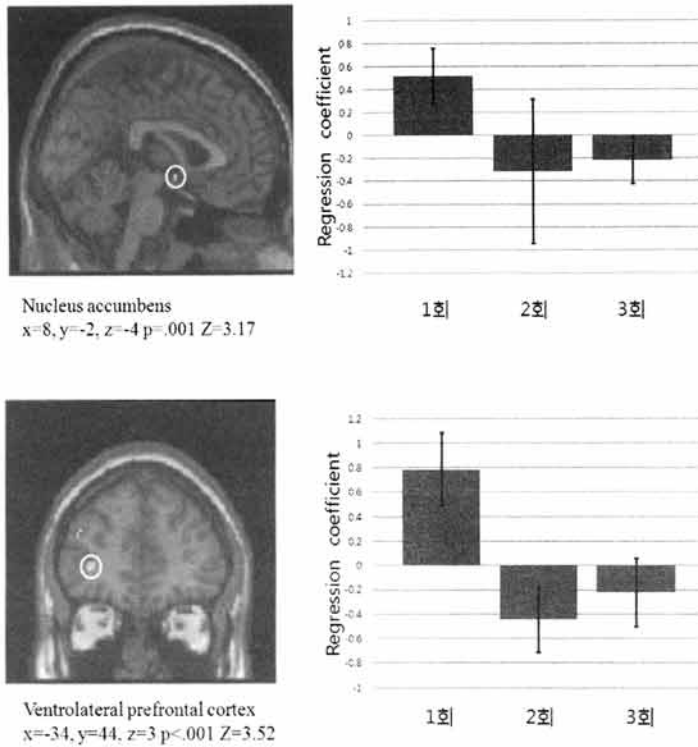 Regression coefficient
1
0.8
0.6
0.4
0.2
0
-0.2
-0.4
-0.6
-0.8
-1
-1.2
1회
2회
3회
Nucleus accumbens
x=8, y=-2, z=-4 p=.001 Z=3.17
Regression coefficient
1.2
1
0.8
0.6
0.4
0.2
0
-0.2
-0.4
-0.6
-0.8
-1
1회
2회
3회
Ventrolateral prefrontal cortex
x=-34, y=44, z=3 p<.001 Z=3.52